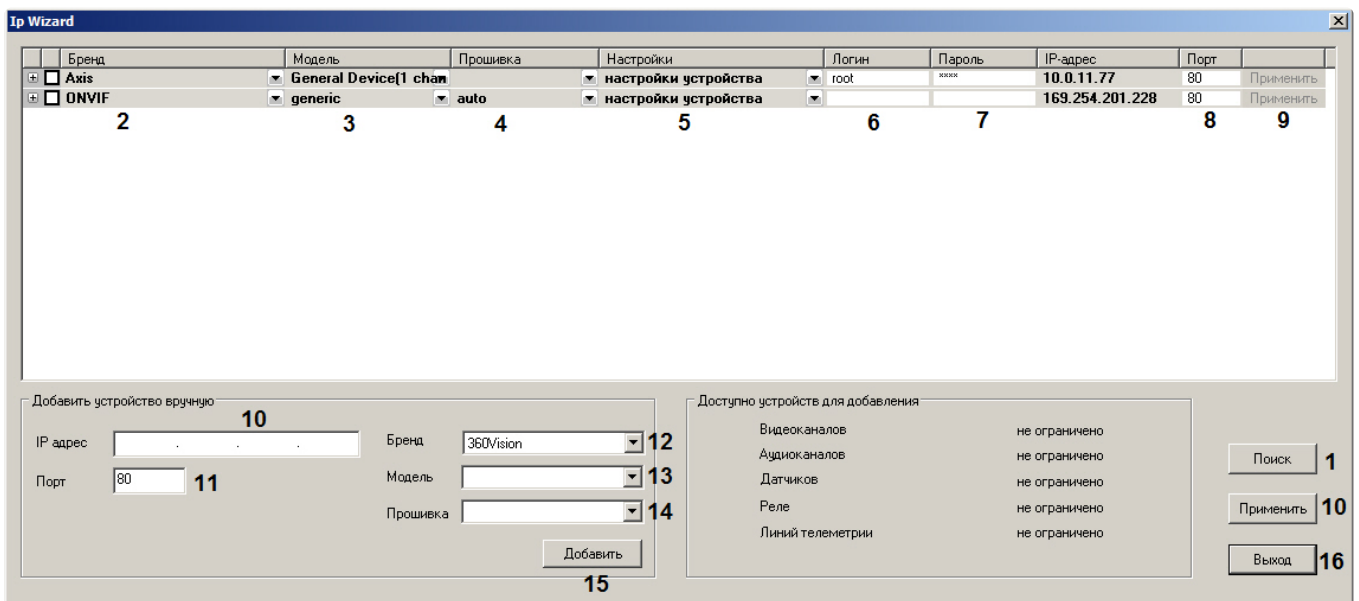 Ip Wizard
Бренд Модель Прошивка Настройки Логин Пароль IP-адрес Порт
Axis General Device(1 chan настройки устройства root **** 10.0.11.77 80 Применить
ONVIF generic auto настройки устройства 169.254.201.228 80 Применить
2 3 4 5 6 7 8 9
Добавить устройство вручную
10
IP адрес . . .
Порт 80 11
Бренд 360Vision 12
Модель 13
Прошивка 14
Добавить
15
Доступно устройств для добавления
Видеоканалов не ограничено
Аудиоканалов не ограничено
Датчиков не ограничено
Реле не ограничено
Линий телеметрии не ограничено
Поиск 1
Применить 10
Выход 16